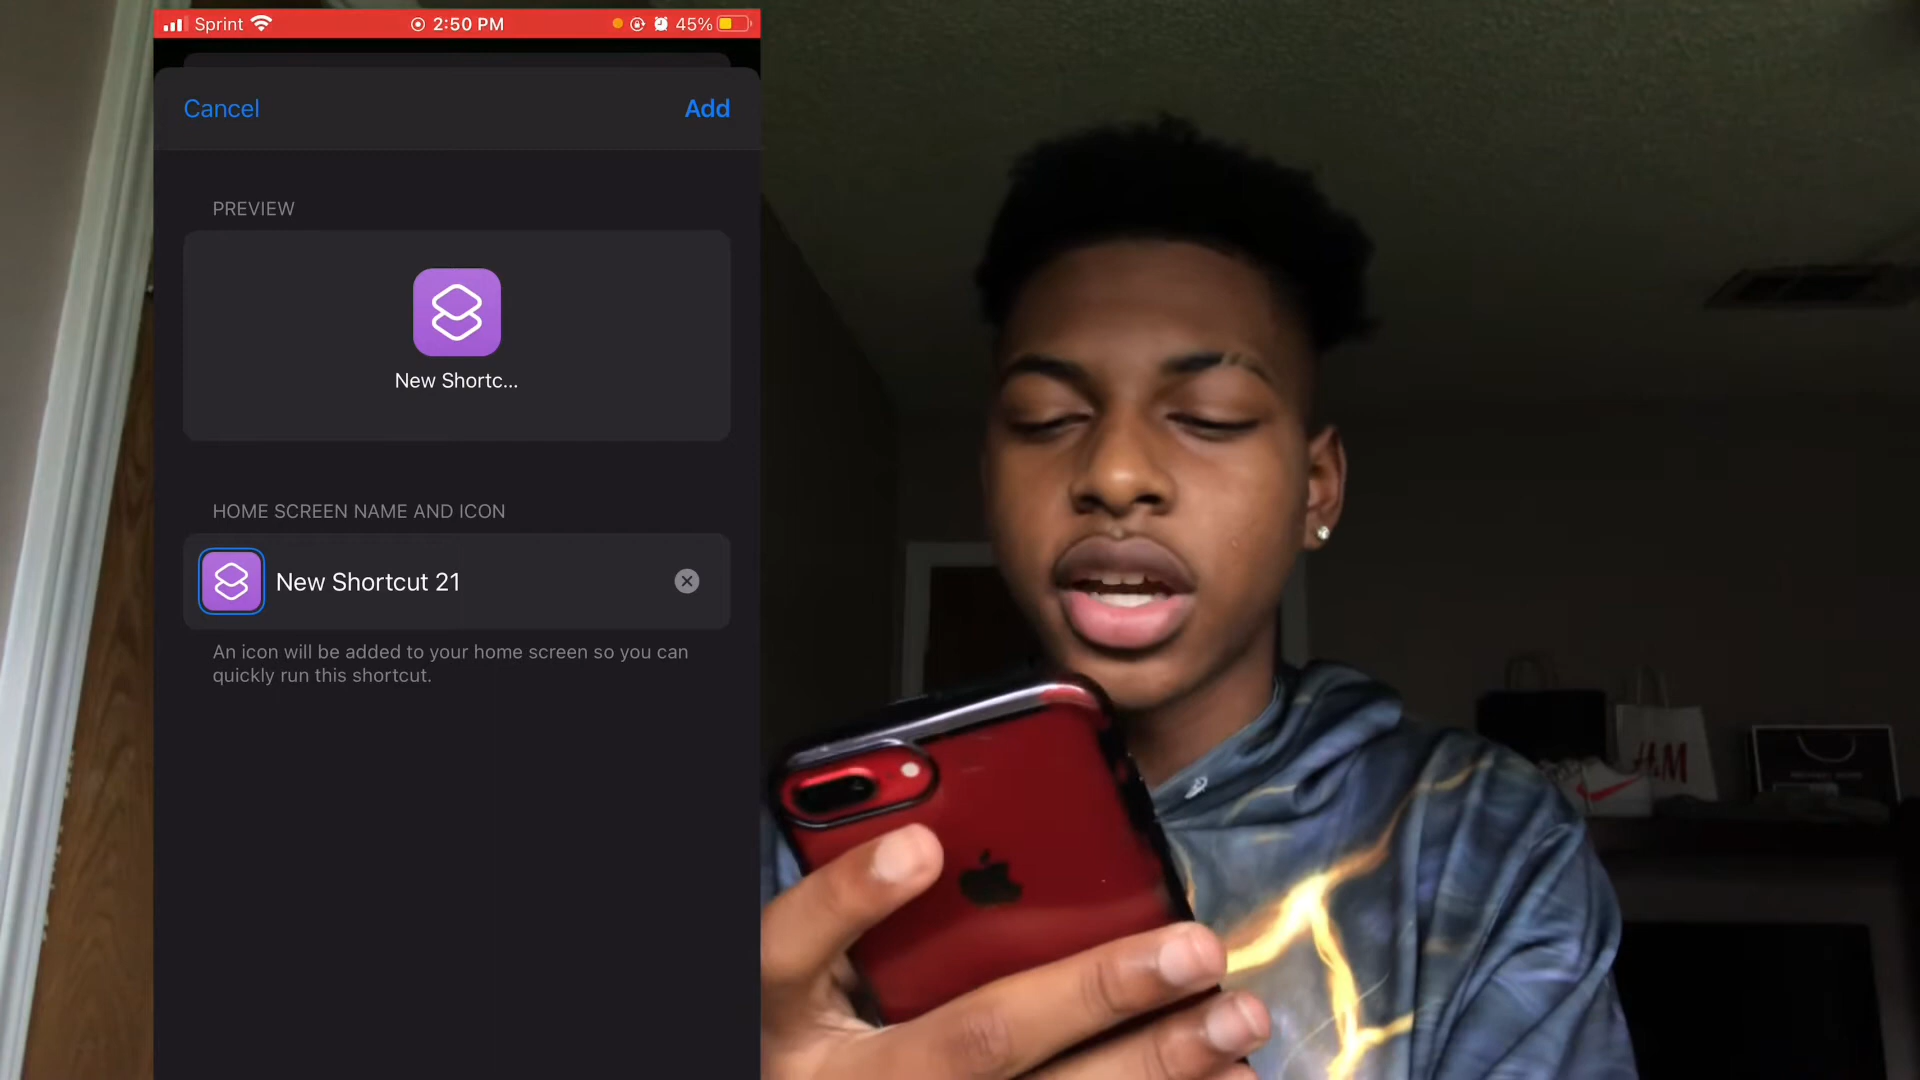 Sprint 2:50 PM 45%
Cancel Add
PREVIEW
New Shortc...
HOME SCREEN NAME AND ICON
New Shortcut 21
An icon will be added to your home screen so you can
quickly run this shortcut.
H&M